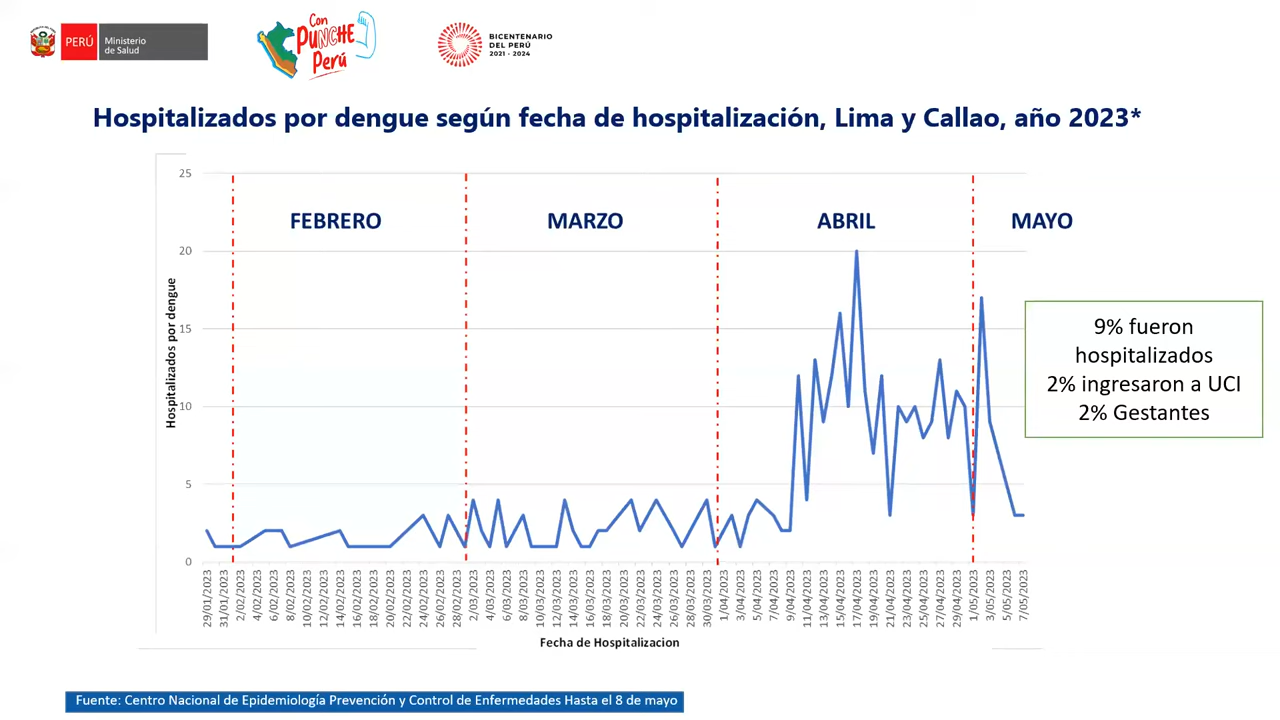 PERÚ
Ministerio
de Salud
Con
PUNCHE
Perú
BICENTENARIO
DEL PERÚ
2021 - 2024
Hospitalizados por dengue según fecha de hospitalización, Lima y Callao, año 2023*
25
20
15
10
5
0
Hospitalizados por dengue
FEBRERO
MARZO
ABRIL
MAYO
9% fueron
hospitalizados
2% ingresaron a UCI
2% Gestantes
29/01/2023
31/01/2023
2/02/2023
4/02/2023
6/02/2023
8/02/2023
10/02/2023
12/02/2023
14/02/2023
16/02/2023
18/02/2023
20/02/2023
22/02/2023
24/02/2023
26/02/2023
28/02/2023
2/03/2023
4/03/2023
6/03/2023
8/03/2023
10/03/2023
12/03/2023
14/03/2023
16/03/2023
18/03/2023
20/03/2023
22/03/2023
24/03/2023
26/03/2023
28/03/2023
30/03/2023
1/04/2023
3/04/2023
5/04/2023
7/04/2023
9/04/2023
11/04/2023
13/04/2023
15/04/2023
17/04/2023
19/04/2023
21/04/2023
23/04/2023
25/04/2023
27/04/2023
29/04/2023
1/05/2023
3/05/2023
5/05/2023
7/05/2023
Fecha de Hospitalizacion
Fuente: Centro Nacional de Epidemiología Prevención y Control de Enfermedades Hasta el 8 de mayo